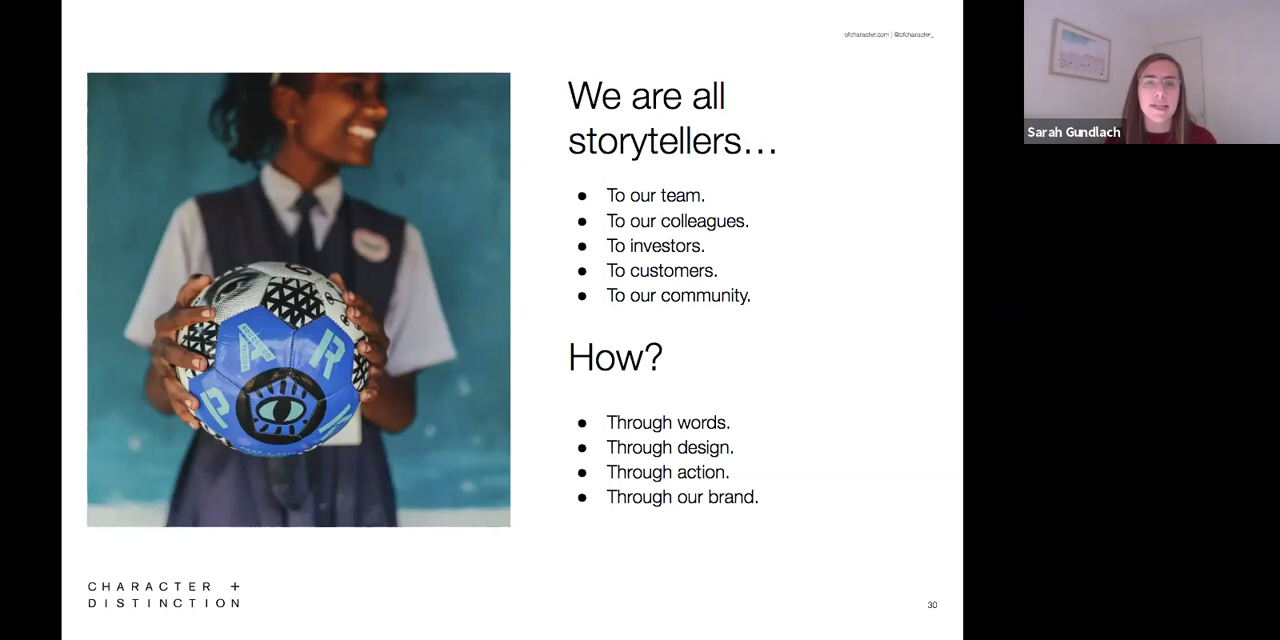 ofcharacter.com | @ofcharacter_
We are all
storytellers...
● To our team.
● To our colleagues.
● To investors.
● To customers.
● To our community.
How?
● Through words.
● Through design.
● Through action.
● Through our brand.
PARK
CHARACTER +
DISTINCTION
30
Sarah Gundlach